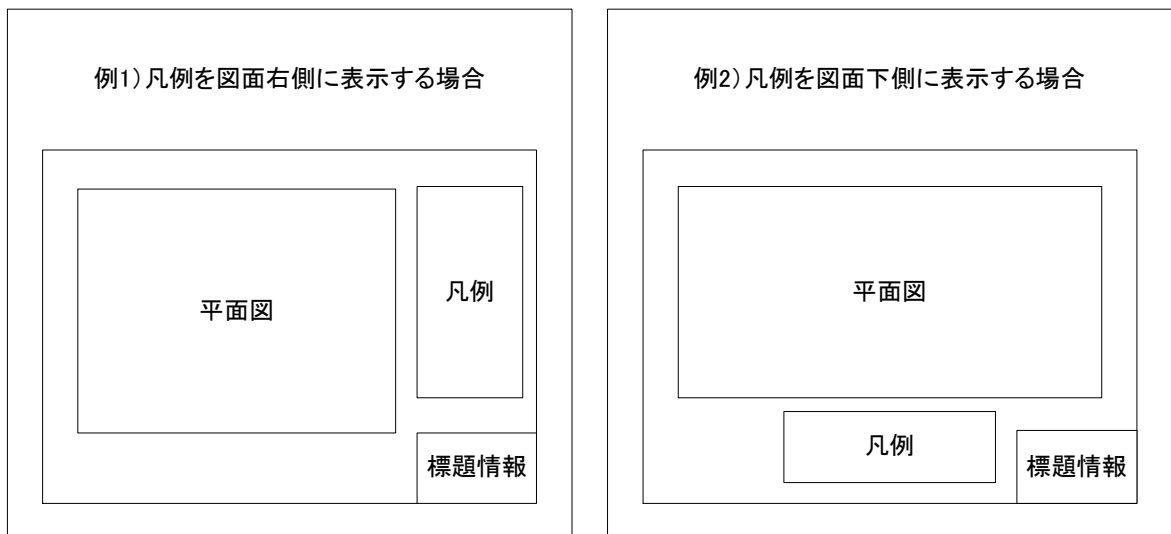 例1)凡例を図面右側に表示する場合
平面図
凡例
標題情報
例2)凡例を図面下側に表示する場合
平面図
凡例
標題情報